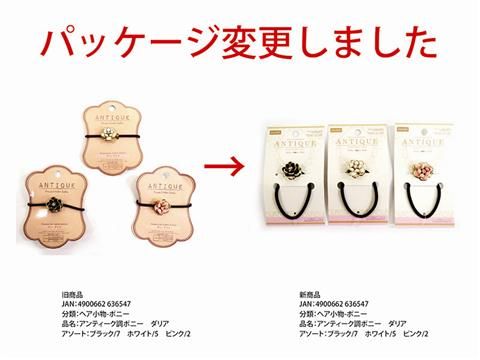 パッケージ変更しました
ANTIQUE
ANTIQUE
ANTIQUE
→
ANTIQUE
ANTIQUE
ANTIQUE
旧商品
JAN：4900662 636547
分類：ヘア小物-ポニー
品名：アンティーク調ポニー　ダリア
アソート：ブラック/7　ホワイト/5　ピンク/2
新商品
JAN：4900662 636547
分類：ヘア小物-ポニー
品名：アンティーク調ポニー　ダリア
アソート：ブラック/7　ホワイト/5　ピンク/2